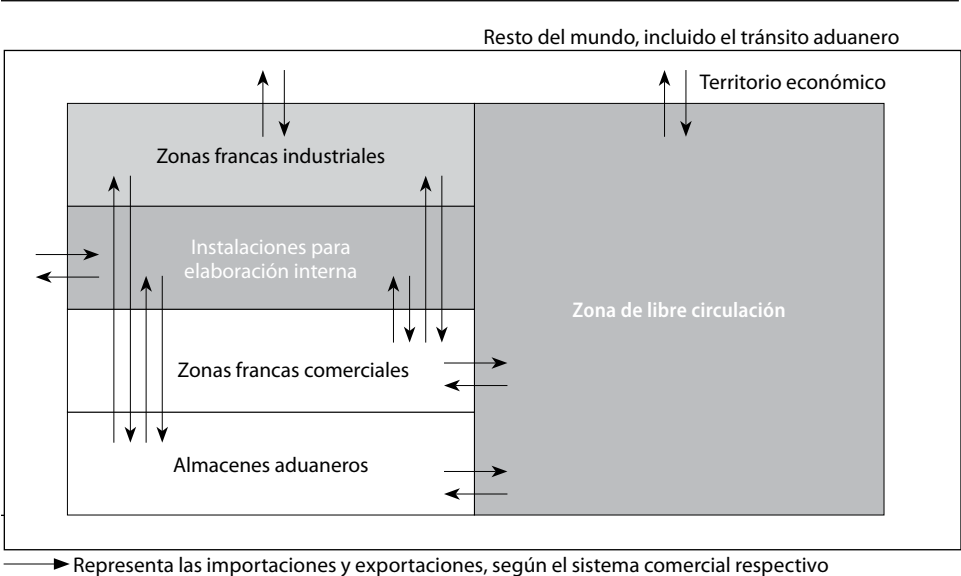 Resto del mundo, incluido el tránsito aduanero
Territorio económico
Zonas francas industriales
Instalaciones para
elaboración interna
Zona de libre circulación
Zonas francas comerciales
Almacenes aduaneros
Representa las importaciones y exportaciones, según el sistema comercial respectivo